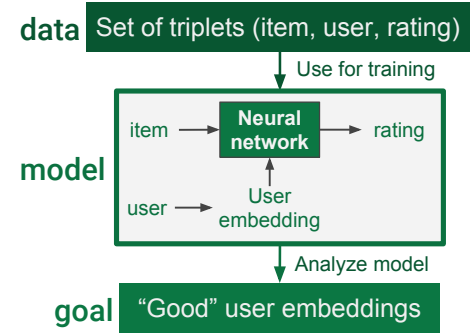 data Set of triplets (item, user, rating)
Use for training
Neural
item network rating
model
User
user embedding
Analyze model
goal “Good” user embeddings